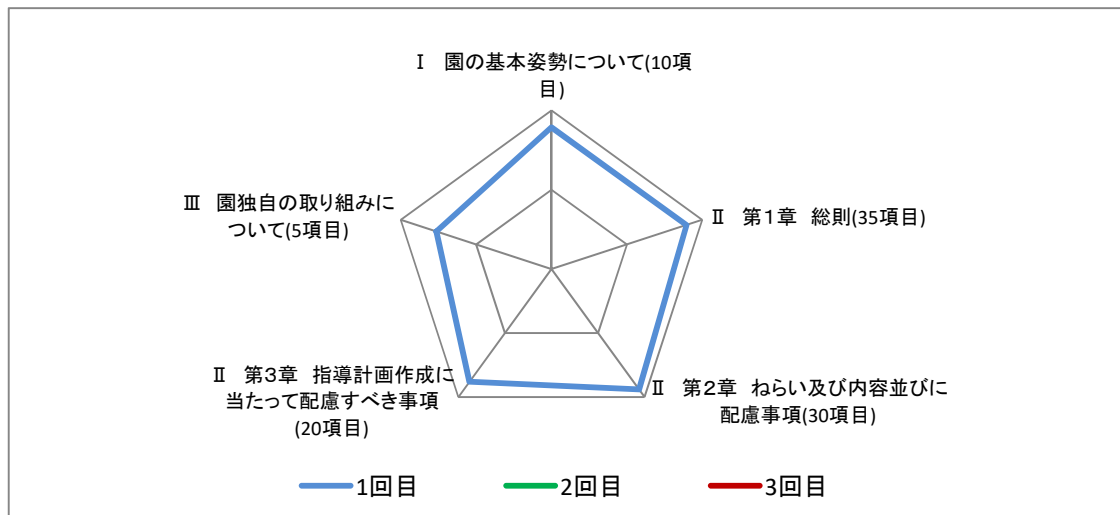 Ⅰ　園の基本姿勢について(10項
目)
Ⅱ　第1章　総則(35項目)
Ⅱ　第2章　ねらい及び内容並びに
配慮事項(30項目)
Ⅱ　第3章　指導計画作成に
当たって配慮すべき事項
(20項目)
Ⅲ　園独自の取り組みに
ついて(5項目)
1回目
2回目
3回目